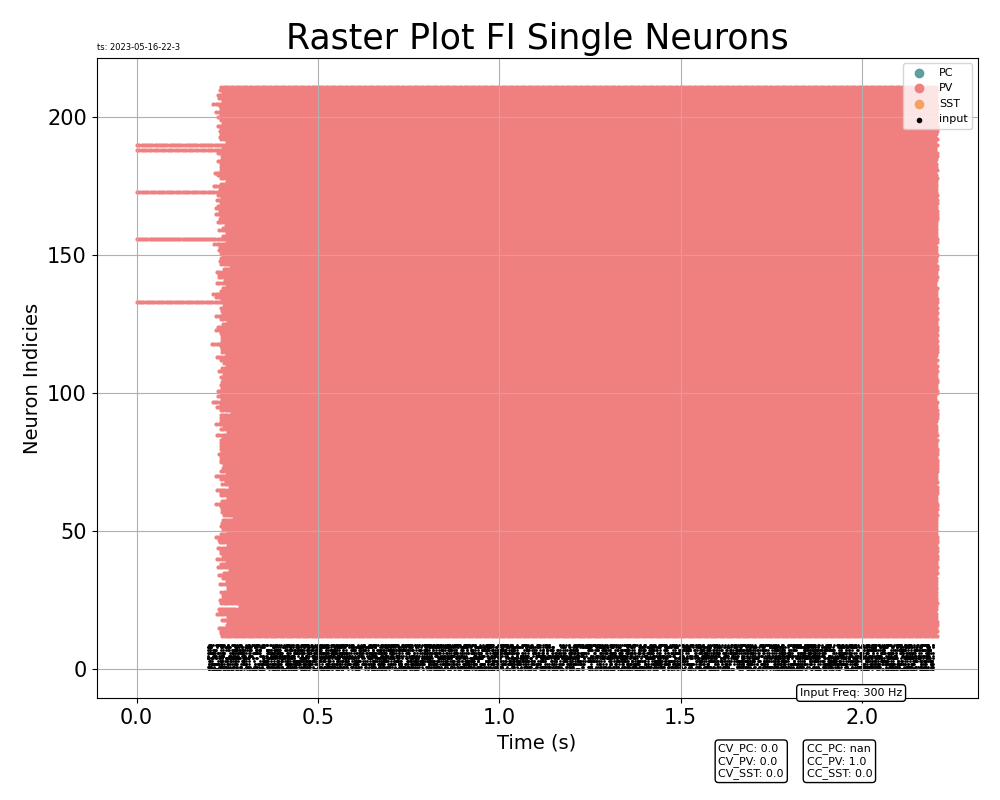 Raster Plot FI Single Neurons
ts: 2023-05-16-22-3
PC
PV
SST
input
200
150
100
50
0
Neuron Indicies
0.0 0.5 1.0 1.5 2.0
Time (s)
Input Freq: 300 Hz
CV_PC: 0.0
CV_PV: 0.0
CV_SST: 0.0
CC_PC: nan
CC_PV: 1.0
CC_SST: 0.0